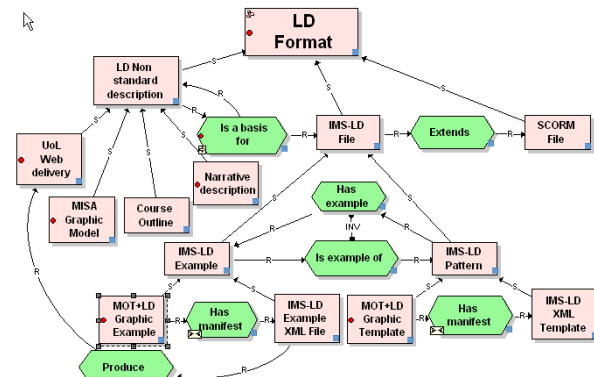 LD
Format
LD Non
standard
description
S
S
S
R
R
Is a basis
for
R
IMS-LD
File
R
Extends
R
SCORM
File
UoL
Web
delivery
S
S
S
S
Narrative
description
MISA
Graphic
Model
Course
Outline
Has
example
S
S
R
R
INV
IMS-LD
Example
R
Is example of
R
IMS-LD
Pattern
R
S
S
S
S
MOT+LD
Graphic
Example
R
Has
manifest
R
IMS-LD
Example
XML File
MOT+LD
Graphic
Template
R
Has
manifest
R
IMS-LD
XML
Template
Produce
R